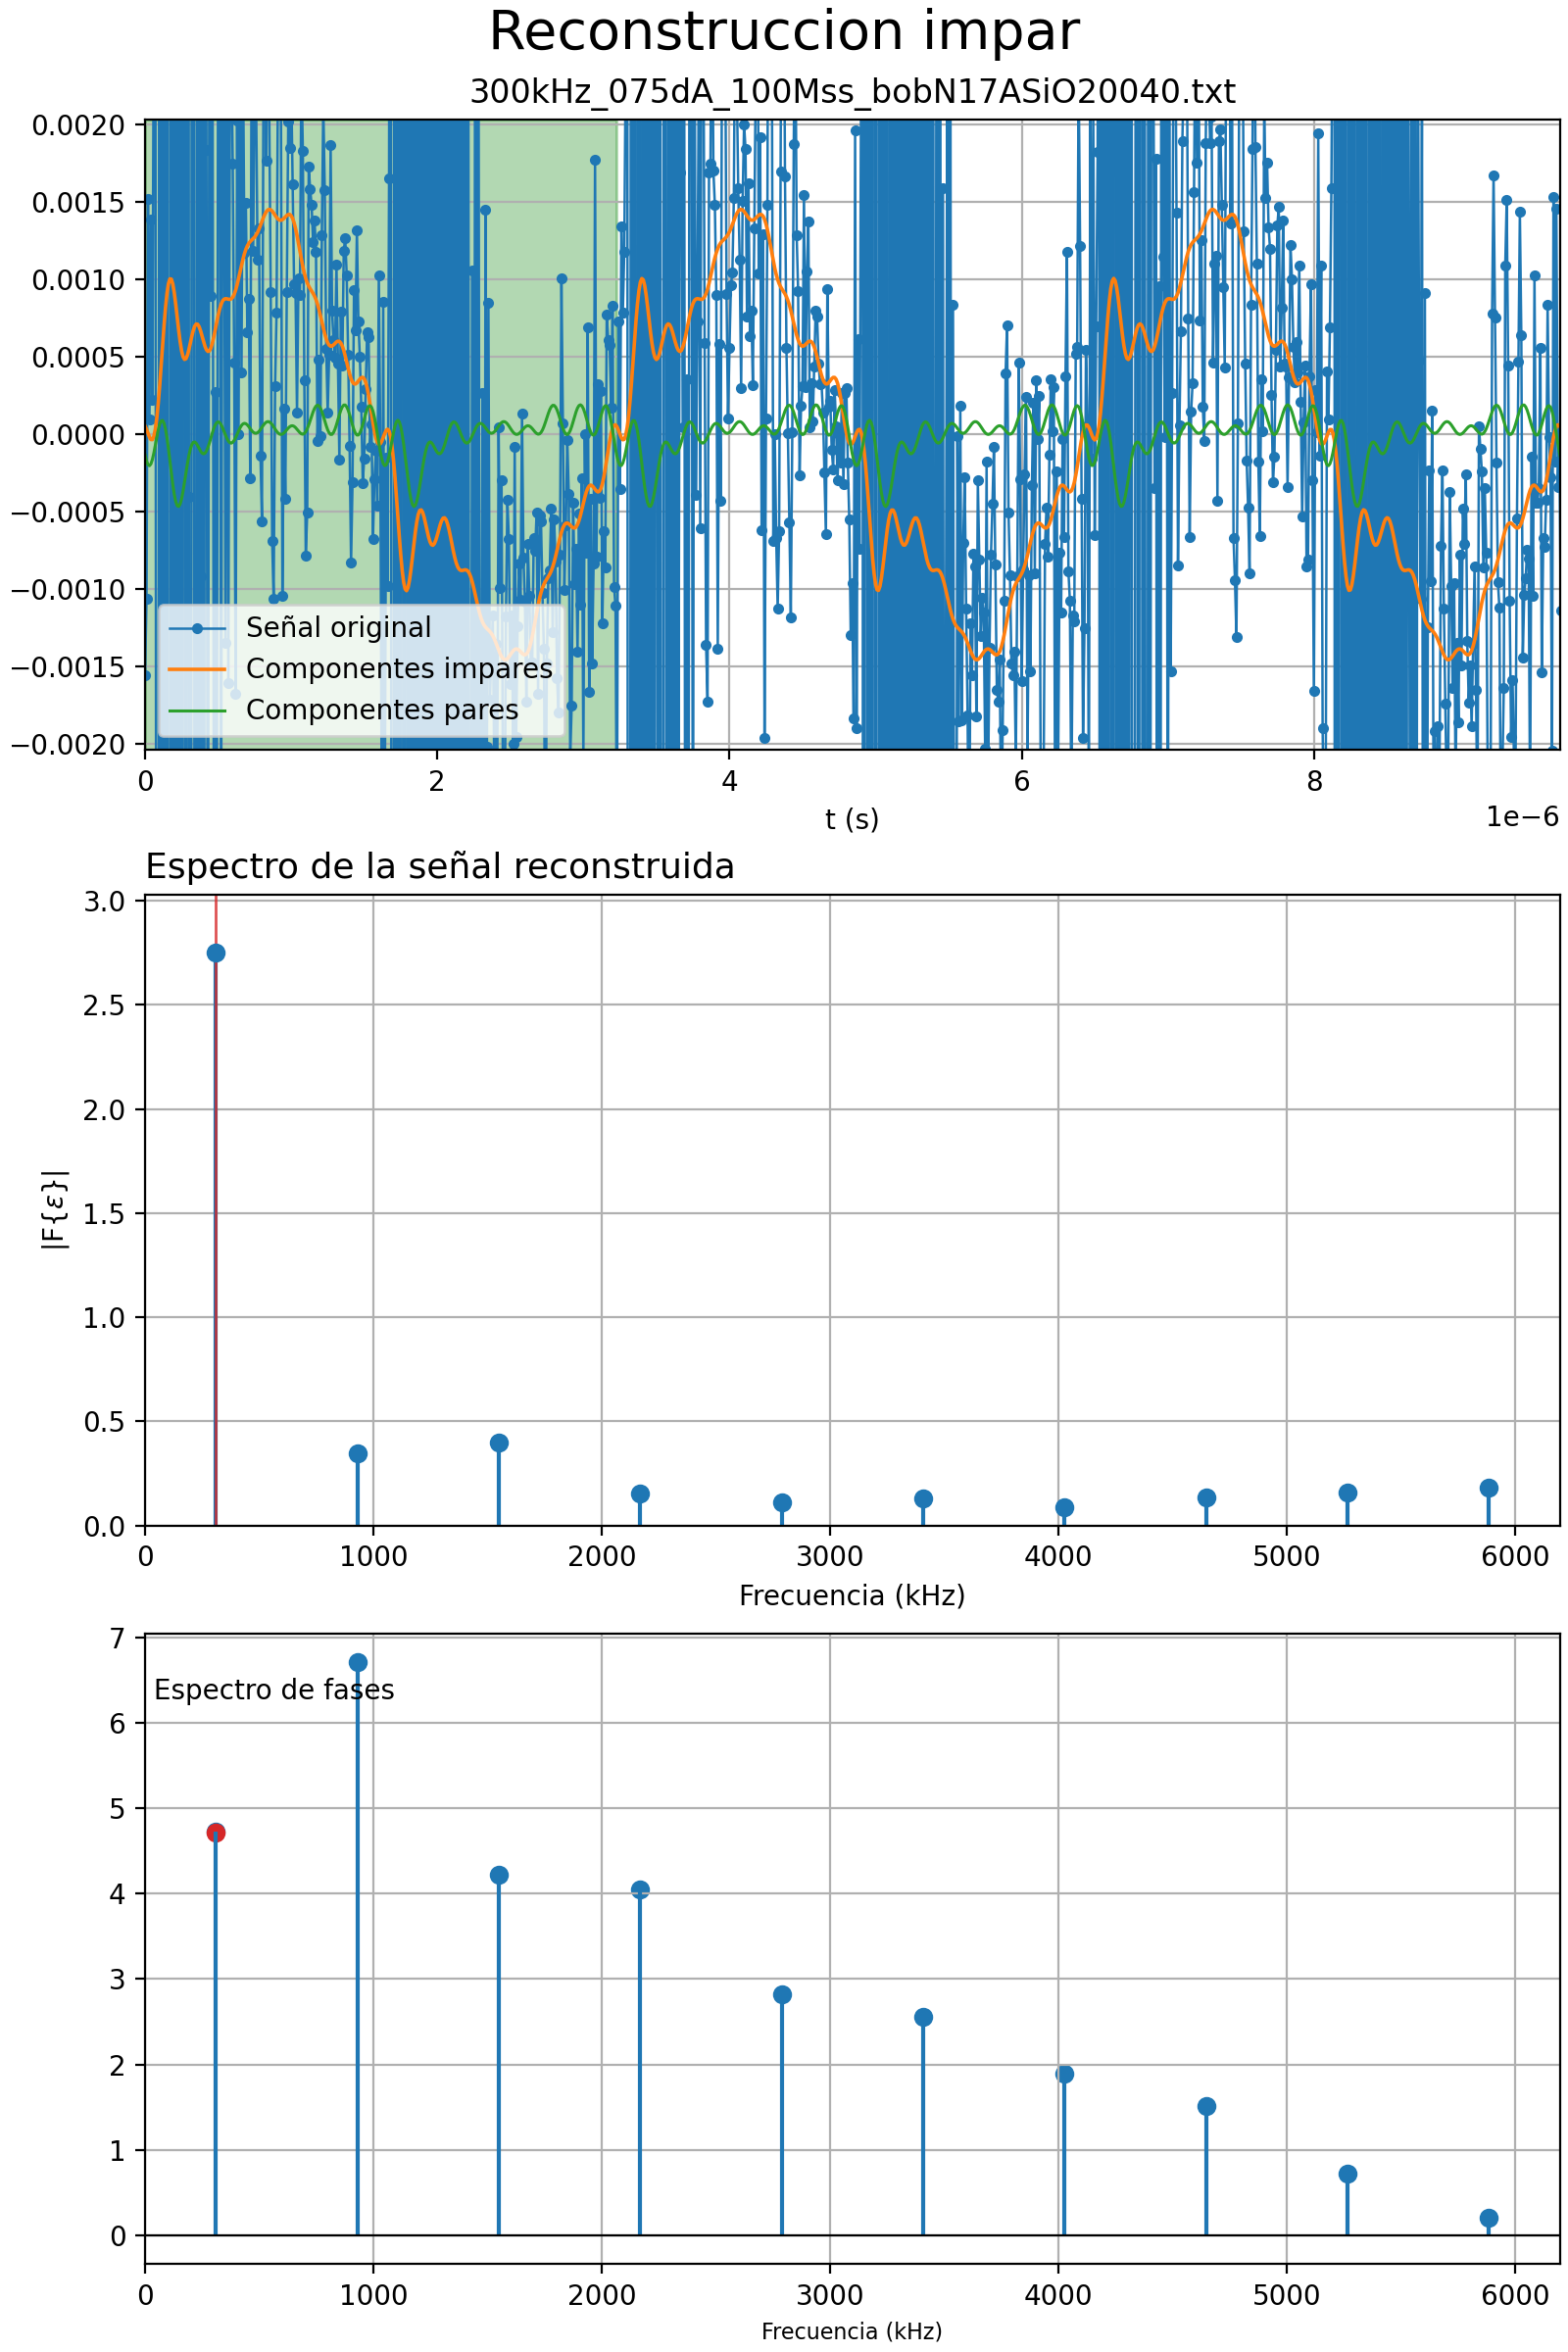 Reconstruccion impar
300kHz_075dA_100Mss_bobN17ASiO20040.txt
0.0020
0.0015
0.0010
0.0005
0.0000
−0.0005
−0.0010
−0.0015
−0.0020
Señal original
Componentes impares
Componentes pares
0 2 4 6 8
t (s)
1e−6
Espectro de la señal reconstruida
3.0
2.5
2.0
1.5
1.0
0.5
0.0
|F{ε}|
0 1000 2000 3000 4000 5000 6000
Frecuencia (kHz)
7
Espectro de fases
6
5
4
3
2
1
0
0 1000 2000 3000 4000 5000 6000
Frecuencia (kHz)